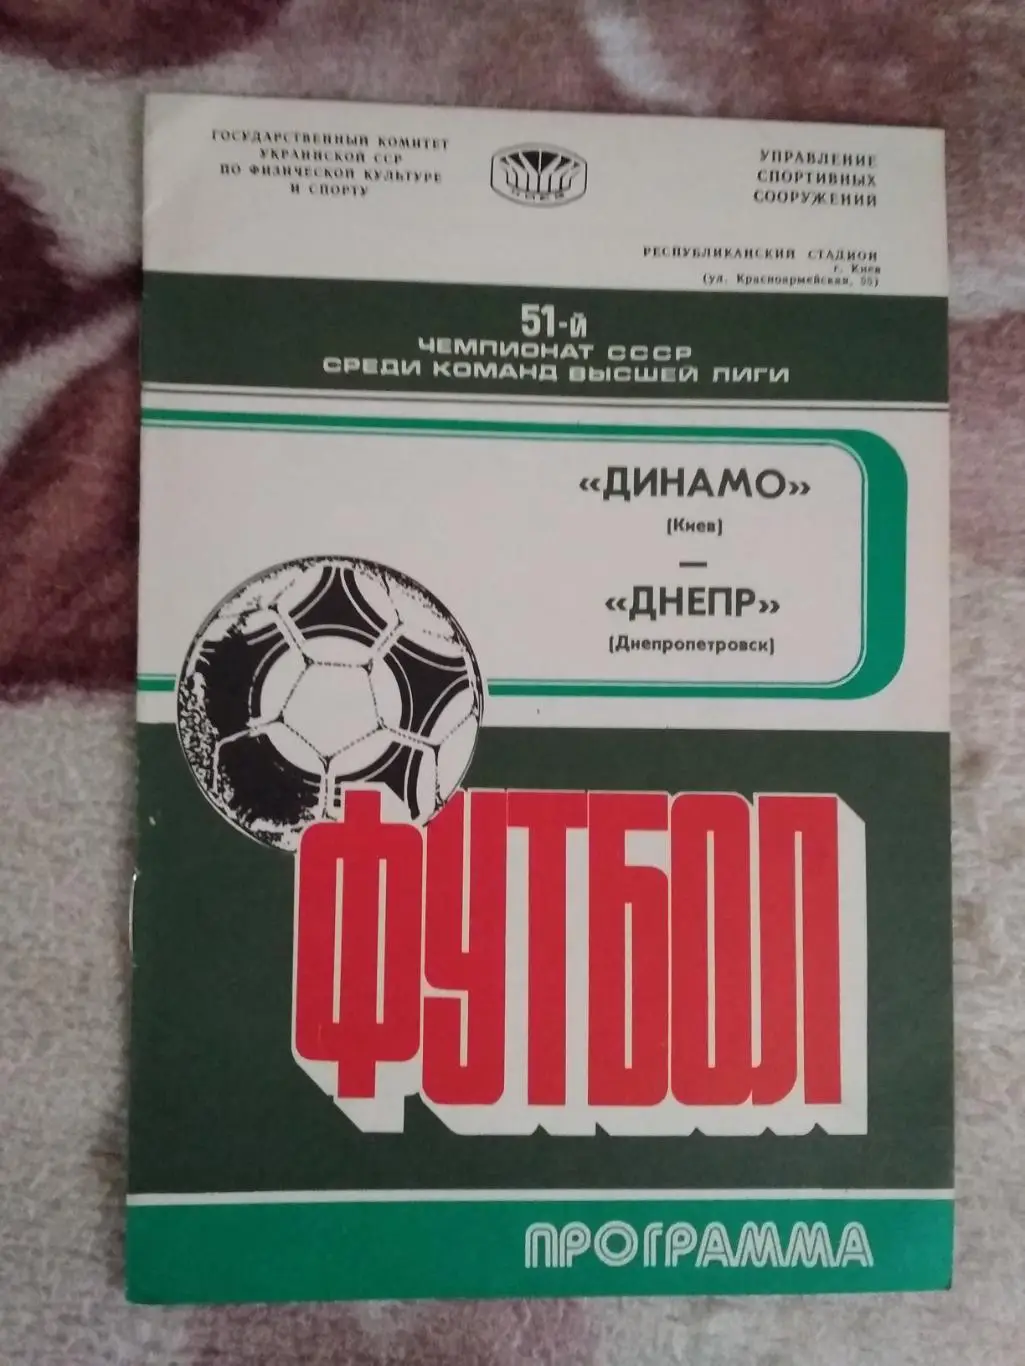 ГОСУДАРСТВЕННЫЙ КОМИТЕТ
УКРАИНСКОЙ ССР
ПО ФИЗИЧЕСКОЙ КУЛЬТУРЕ
И СПОРТУ
УПРАВЛЕНИЕ
СПОРТИВНЫХ
СООРУЖЕНИЙ
РЕСПУБЛИКАНСКИЙ СТАДИОН
г. Киев
(ул. Красноармейская, 55)
51-й
ЧЕМПИОНАТ СССР
СРЕДИ КОМАНД ВЫСШЕЙ ЛИГИ
«ДИНАМО»
(Киев)
—
«ДНЕПР»
(Днепропетровск)
ФУТБОЛ
ПРОГРАММА